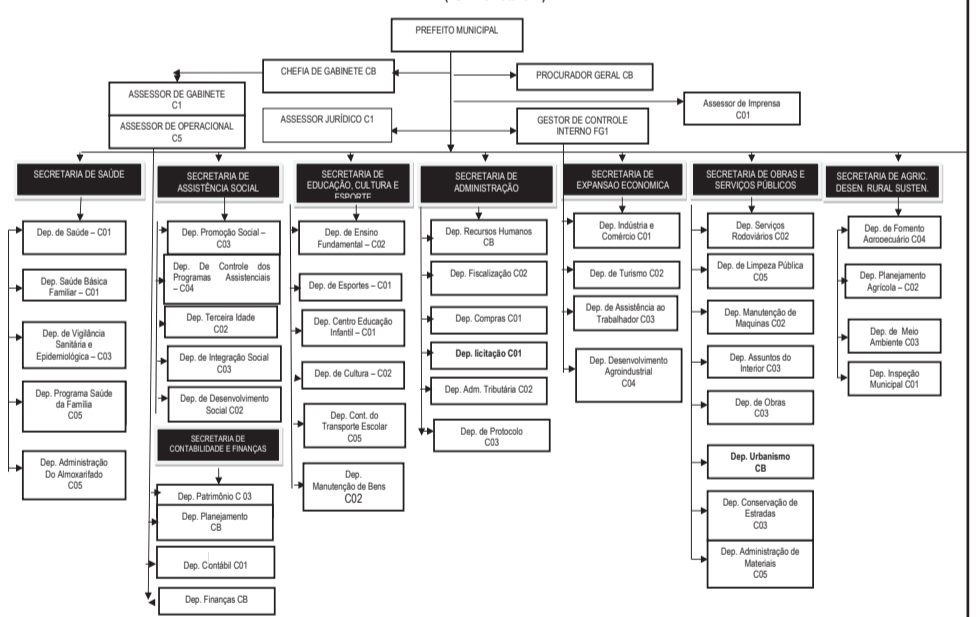 PREFEITO MUNICIPAL
CHEFIA DE GABINETE CB
PROCURADOR GERAL CB
ASSESSOR DE GABINETE
C1
ASSESSOR DE OPERACIONAL
C5
ASSESSOR JURÍDICO C1
GESTOR DE CONTROLE
INTERNO FG1
Assessor de Imprensa
C01
SECRETARIA DE SAÚDE
Dep. de Saúde – C01
Dep. Saúde Básica
Familiar – C01
Dep. de Vigilância
Sanitária e
Epidemiológica – C03
Dep. Programa Saúde
da Família
C05
Dep. Administração
Do Almoxarifado
C05
SECRETARIA DE
ASSISTÊNCIA SOCIAL
Dep. Promoção Social –
C03
Dep. De Controle dos
Programas Assistenciais
– C04
Dep. Terceira Idade
C02
Dep. de Integração Social
C03
Dep. de Desenvolvimento
Social C02
SECRETARIA DE
CONTABILIDADE E FINANÇAS
Dep. Patrimônio C 03
Dep. Planejamento
CB
Dep. Contábil C01
Dep. Finanças CB
SECRETARIA DE
EDUCAÇÃO, CULTURA E
ESPORTE
Dep. de Ensino
Fundamental – C02
Dep. de Esportes – C01
Dep. Centro Educação
Infantil – C01
Dep. de Cultura – C02
Dep. Cont. do
Transporte Escolar
C05
Dep.
Manutenção de Bens
C02
SECRETARIA DE
ADMINISTRAÇÃO
Dep. Recursos Humanos
CB
Dep. Fiscalização C02
Dep. Compras C01
Dep. licitação C01
Dep. Adm. Tributária C02
Dep. de Protocolo
C03
SECRETARIA DE
EXPANSAO ECONOMICA
Dep. Indústria e
Comércio C01
Dep. de Turismo C02
Dep. de Assistência ao
Trabalhador C03
Dep. Desenvolvimento
Agroindustrial
C04
SECRETARIA DE OBRAS E
SERVIÇOS PÚBLICOS
Dep. Serviços
Rodoviários C02
Dep. de Limpeza Pública
C05
Dep. Manutenção de
Maquinas C02
Dep. Assuntos do
Interior C03
Dep. de Obras
C03
Dep. Urbanismo
CB
Dep. Conservação de
Estradas
C03
Dep. Administração de
Materiais
C05
SECRETARIA DE AGRIC.
DESEN. RURAL SUSTEN.
Dep. de Fomento
Agropecuário C04
Dep. Planejamento
Agrícola – C02
Dep. de Meio
Ambiente C03
Dep. Inspeção
Municipal C01